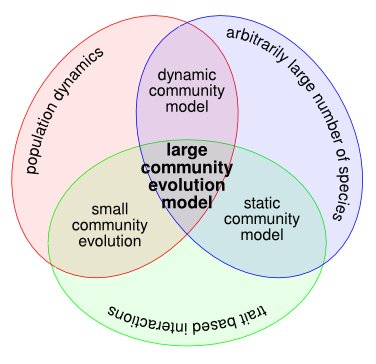 population dynamics
arbitrarily large number of species
dynamic
community
model
large
community
evolution
model
small
community
evolution
static
community
model
trait based interactions